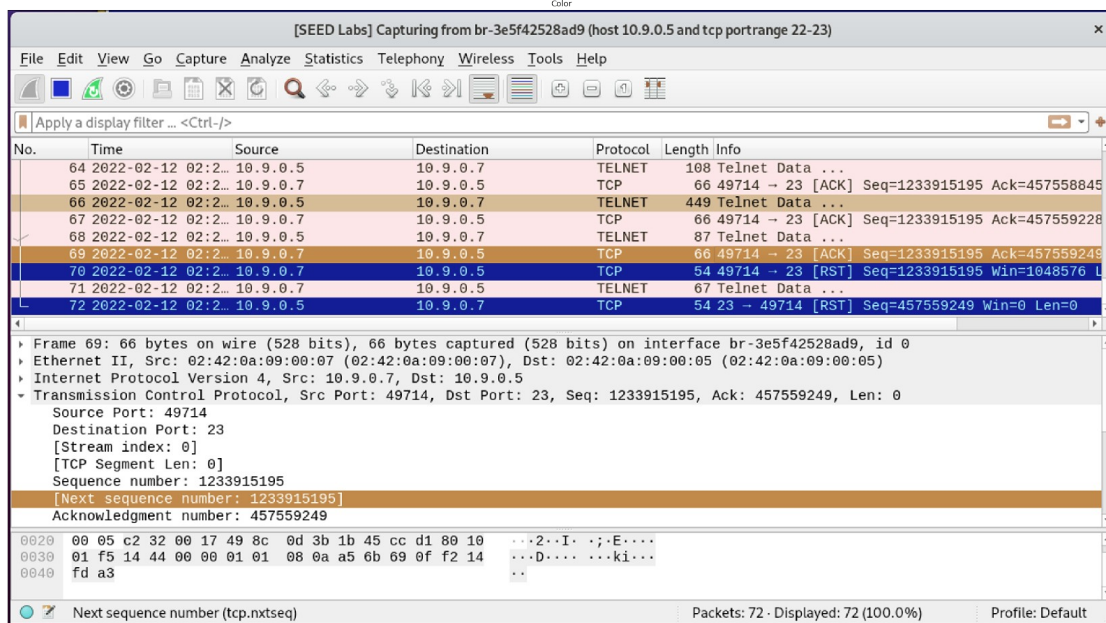 Color
[SEED Labs] Capturing from br-3e5f42528ad9 (host 10.9.0.5 and tcp portrange 22-23)
File Edit View Go Capture Analyze Statistics Telephony Wireless Tools Help
Apply a display filter ... <Ctrl-/>
No. Time Source Destination Protocol Length Info
64 2022-02-12 02:2… 10.9.0.5 10.9.0.7 TELNET 108 Telnet Data ...
65 2022-02-12 02:2… 10.9.0.7 10.9.0.5 TCP 66 49714 → 23 [ACK] Seq=1233915195 Ack=457558845
66 2022-02-12 02:2… 10.9.0.5 10.9.0.7 TELNET 449 Telnet Data ...
67 2022-02-12 02:2… 10.9.0.7 10.9.0.5 TCP 66 49714 → 23 [ACK] Seq=1233915195 Ack=457559228
68 2022-02-12 02:2… 10.9.0.5 10.9.0.7 TELNET 87 Telnet Data ...
69 2022-02-12 02:2… 10.9.0.7 10.9.0.5 TCP 66 49714 → 23 [ACK] Seq=1233915195 Ack=457559249
70 2022-02-12 02:2… 10.9.0.7 10.9.0.5 TCP 54 49714 → 23 [RST] Seq=1233915195 Win=1048576 L
71 2022-02-12 02:2… 10.9.0.7 10.9.0.5 TELNET 67 Telnet Data ...
72 2022-02-12 02:2… 10.9.0.5 10.9.0.7 TCP 54 23 → 49714 [RST] Seq=457559249 Win=0 Len=0
Frame 69: 66 bytes on wire (528 bits), 66 bytes captured (528 bits) on interface br-3e5f42528ad9, id 0
Ethernet II, Src: 02:42:0a:09:00:07 (02:42:0a:09:00:07), Dst: 02:42:0a:09:00:05 (02:42:0a:09:00:05)
Internet Protocol Version 4, Src: 10.9.0.7, Dst: 10.9.0.5
Transmission Control Protocol, Src Port: 49714, Dst Port: 23, Seq: 1233915195, Ack: 457559249, Len: 0
Source Port: 49714
Destination Port: 23
[Stream index: 0]
[TCP Segment Len: 0]
Sequence number: 1233915195
[Next sequence number: 1233915195]
Acknowledgment number: 457559249
0020 00 05 c2 32 00 17 49 8c 0d 3b 1b 45 cc d1 80 10 ···2··I· ·;·E····
0030 01 f5 14 44 00 00 01 01 08 0a a5 6b 69 0f f2 14 ···D···· ···ki···
0040 fd a3 ··
Next sequence number (tcp.nxtseq) Packets: 72 · Displayed: 72 (100.0%) Profile: Default